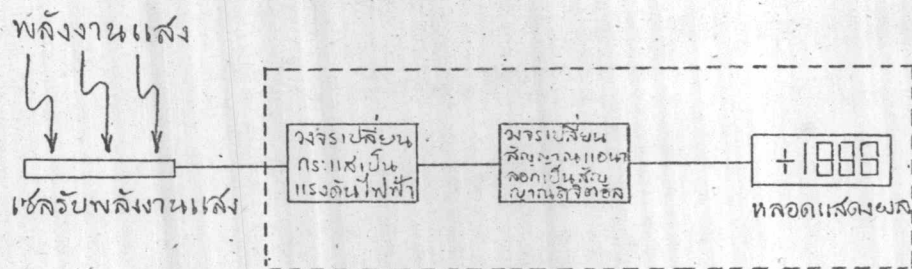 พลังงานแสง
วงจรเปลี่ยน
กระแสเป็น
แรงดันไฟฟ้า
วงจรเปลี่ยน
สัญญาณแอนา
ลอกเป็นสัญ
ญาณดิจิตอล
+1888
เซลรับพลังงานแสง
หลอดแสดงผล